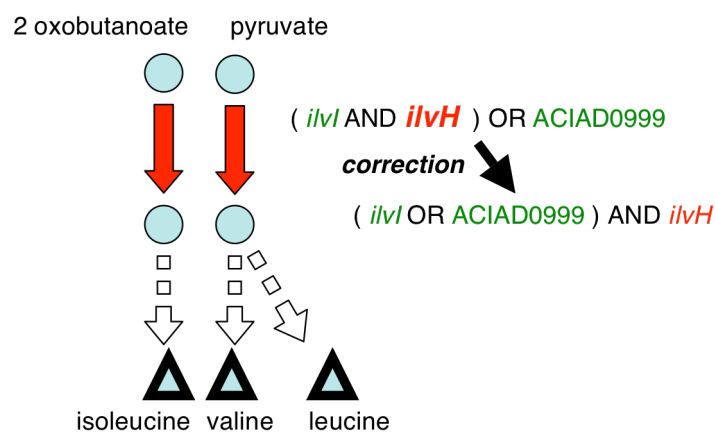 2 oxobutanoate pyruvate
( ilvI AND ilvH ) OR ACIAD0999
correction
( ilvI OR ACIAD0999 ) AND ilvH
isoleucine valine leucine